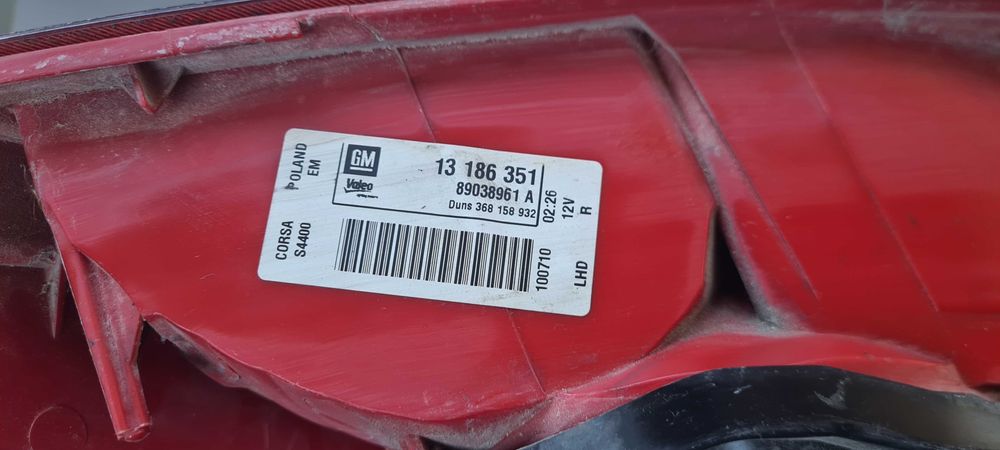 GM
Valeo
13 186 351
89038961 A
Duns 368 158 932
POLAND
EM
CORSA
S4400
02:26
12V
R
100710
LHD